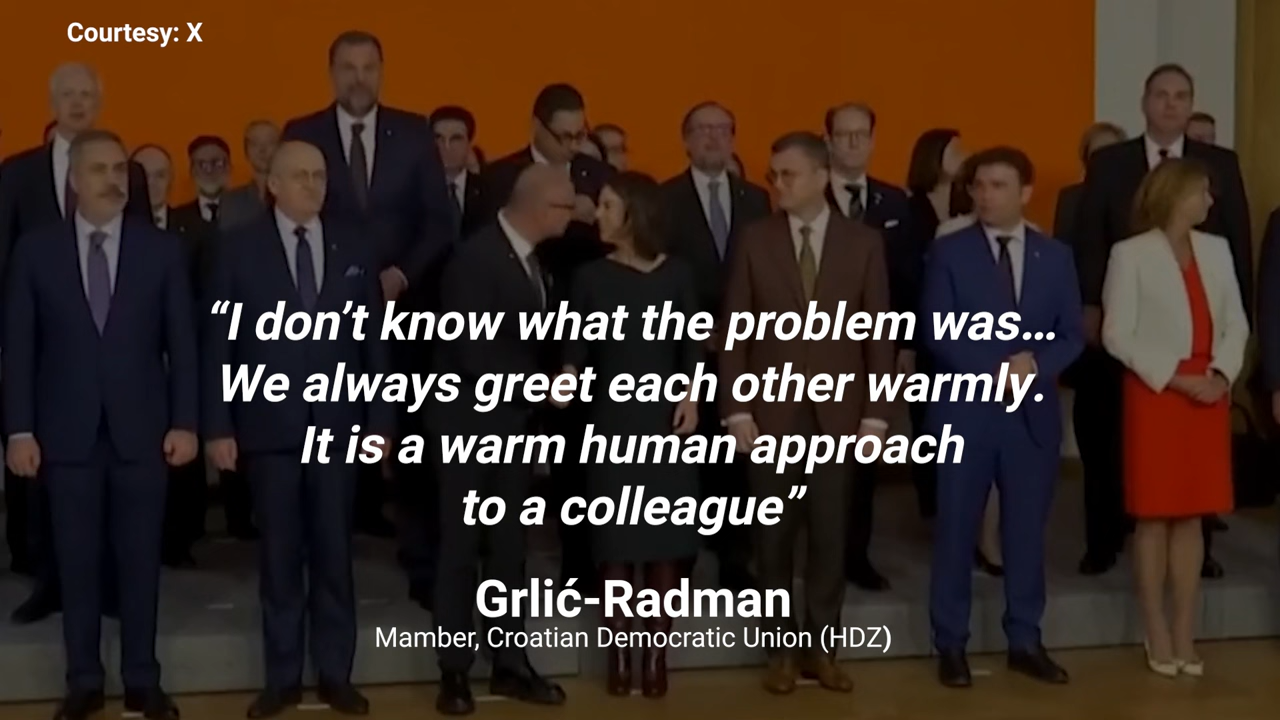 Courtesy: X
“I don’t know what the problem was...
We always greet each other warmly.
It is a warm human approach
to a colleague”
Grlić-Radman
Mamber, Croatian Democratic Union (HDZ)